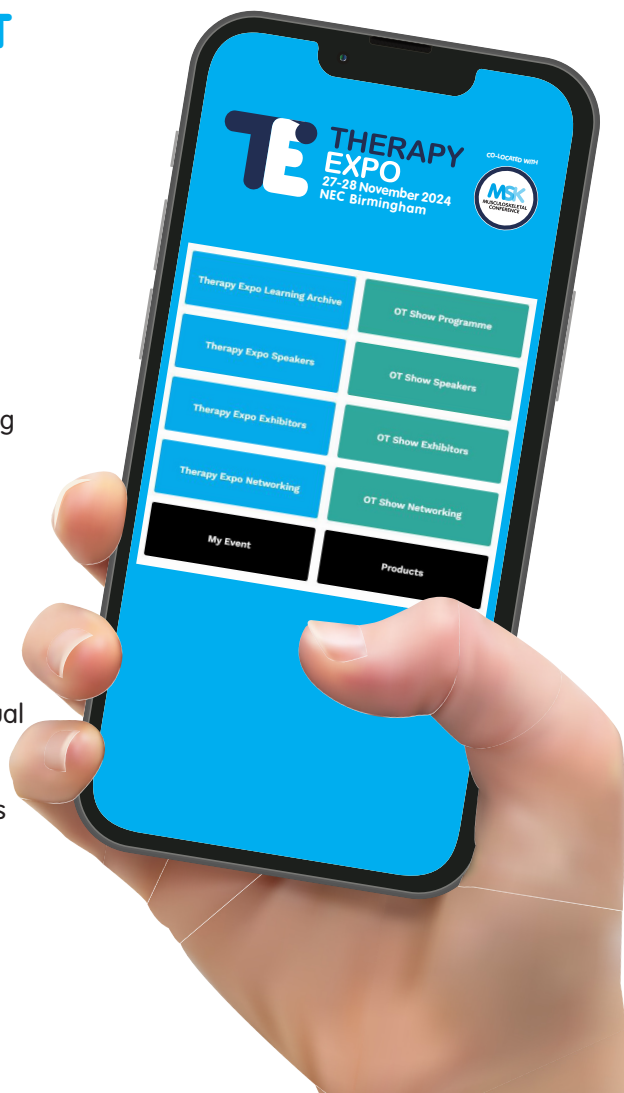 T
THERAPY
EXPO
27-28 November 2024
NEC Birmingham
CO-LOCATED WITH
MSK
MUSCULOSKELETAL
CONFERENCE
Therapy Expo Learning Archive
OT Show Programme
Therapy Expo Speakers
OT Show Speakers
Therapy Expo Exhibitors
OT Show Exhibitors
Therapy Expo Networking
OT Show Networking
My Event
Products
g
ual
s